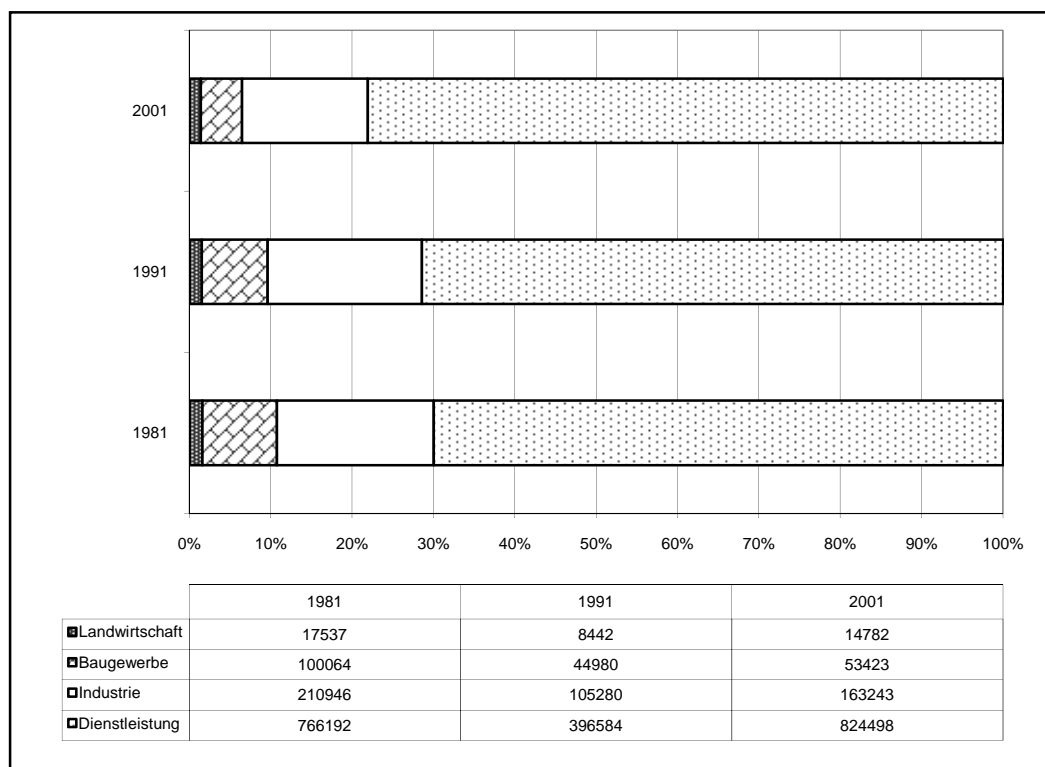 2001
1991
1981
0% 10% 20% 30% 40% 50% 60% 70% 80% 90% 100%
1981 1991 2001
Landwirtschaft 17537 8442 14782
Baugewerbe 100064 44980 53423
Industrie 210946 105280 163243
Dienstleistung 766192 396584 824498